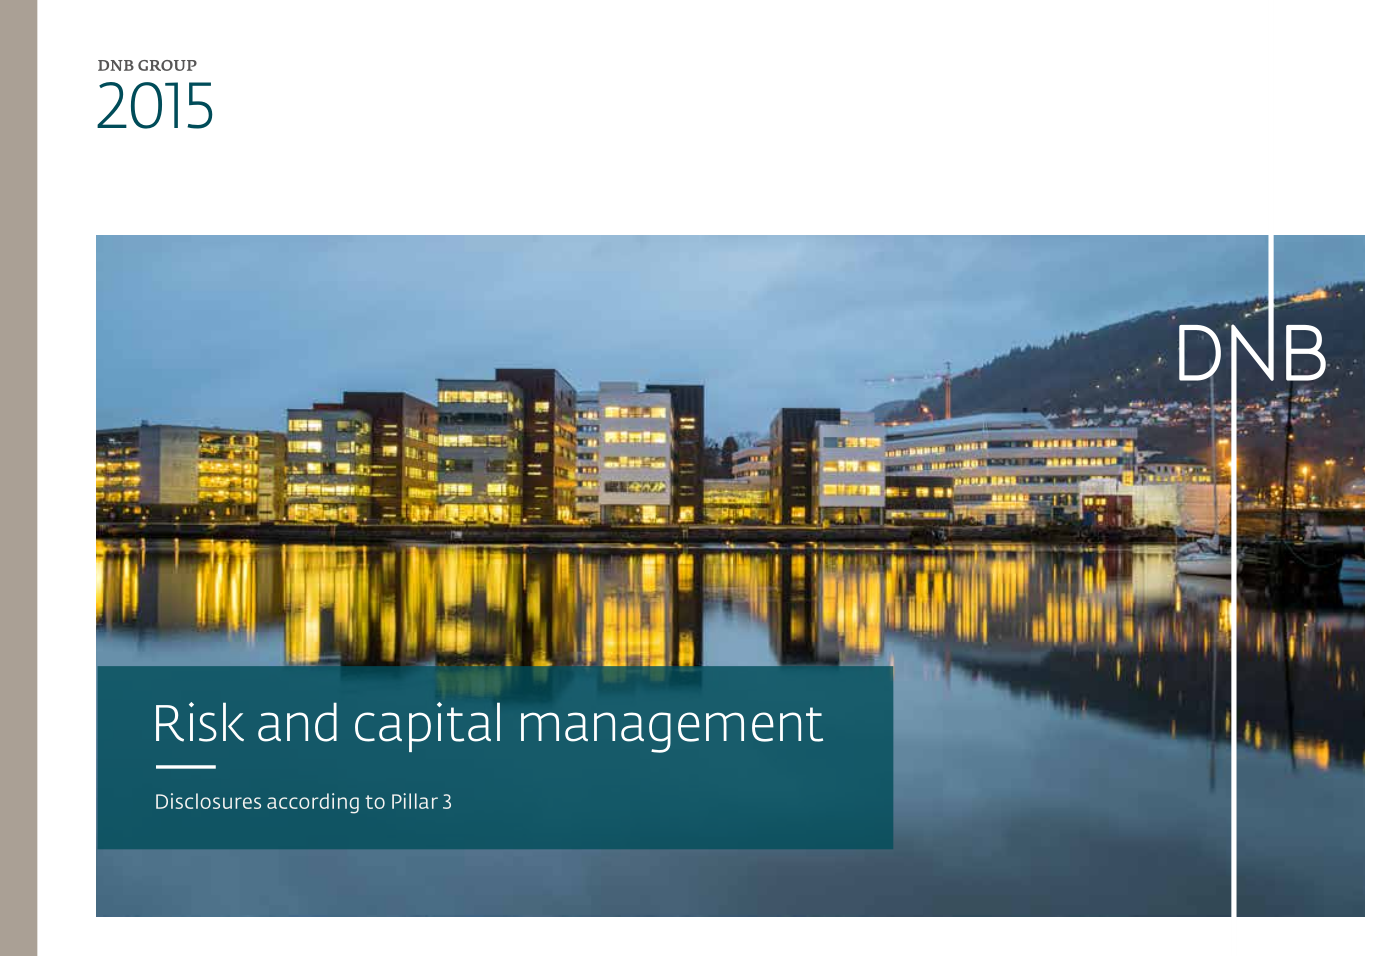 DNB GROUP
2015
DNB
Risk and capital management
Disclosures according to Pillar 3